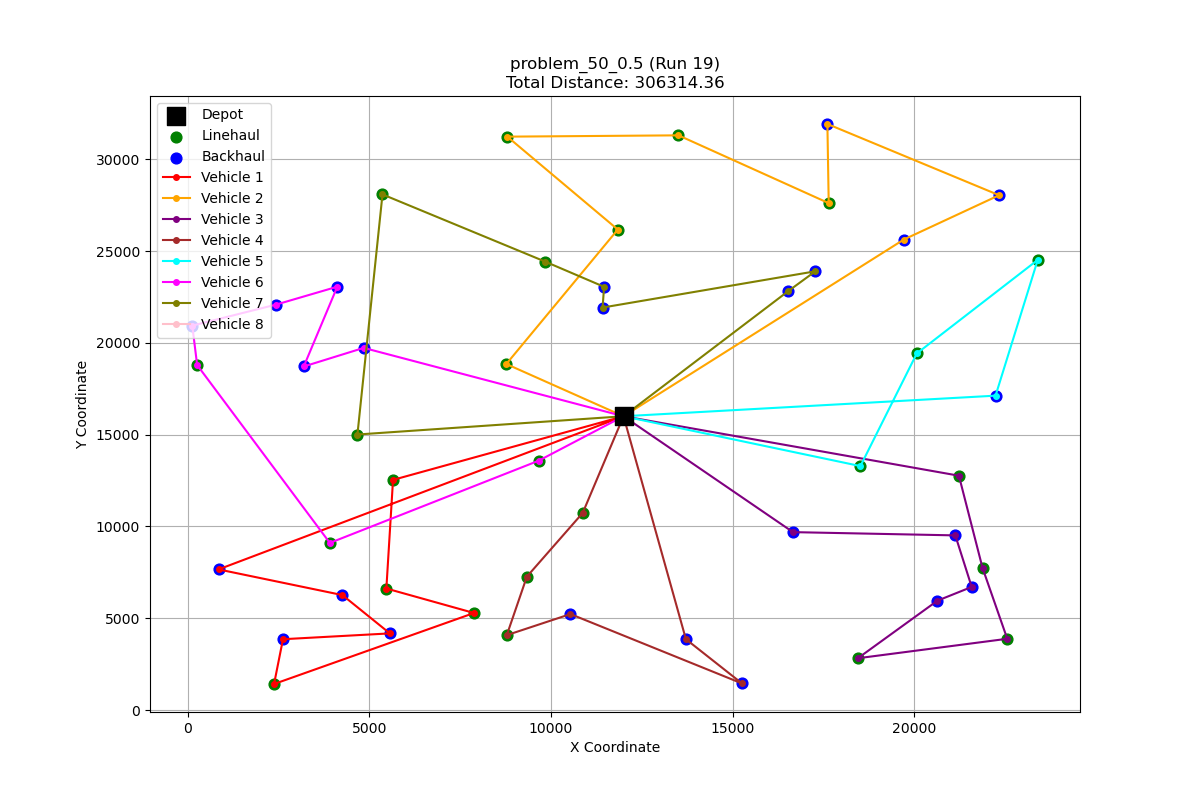 problem_50_0.5 (Run 19)
Total Distance: 306314.36
Depot
Linehaul
Backhaul
Vehicle 1
Vehicle 2
Vehicle 3
Vehicle 4
Vehicle 5
Vehicle 6
Vehicle 7
Vehicle 8
30000
25000
20000
15000
10000
5000
0
Y Coordinate
0 5000 10000 15000 20000
X Coordinate